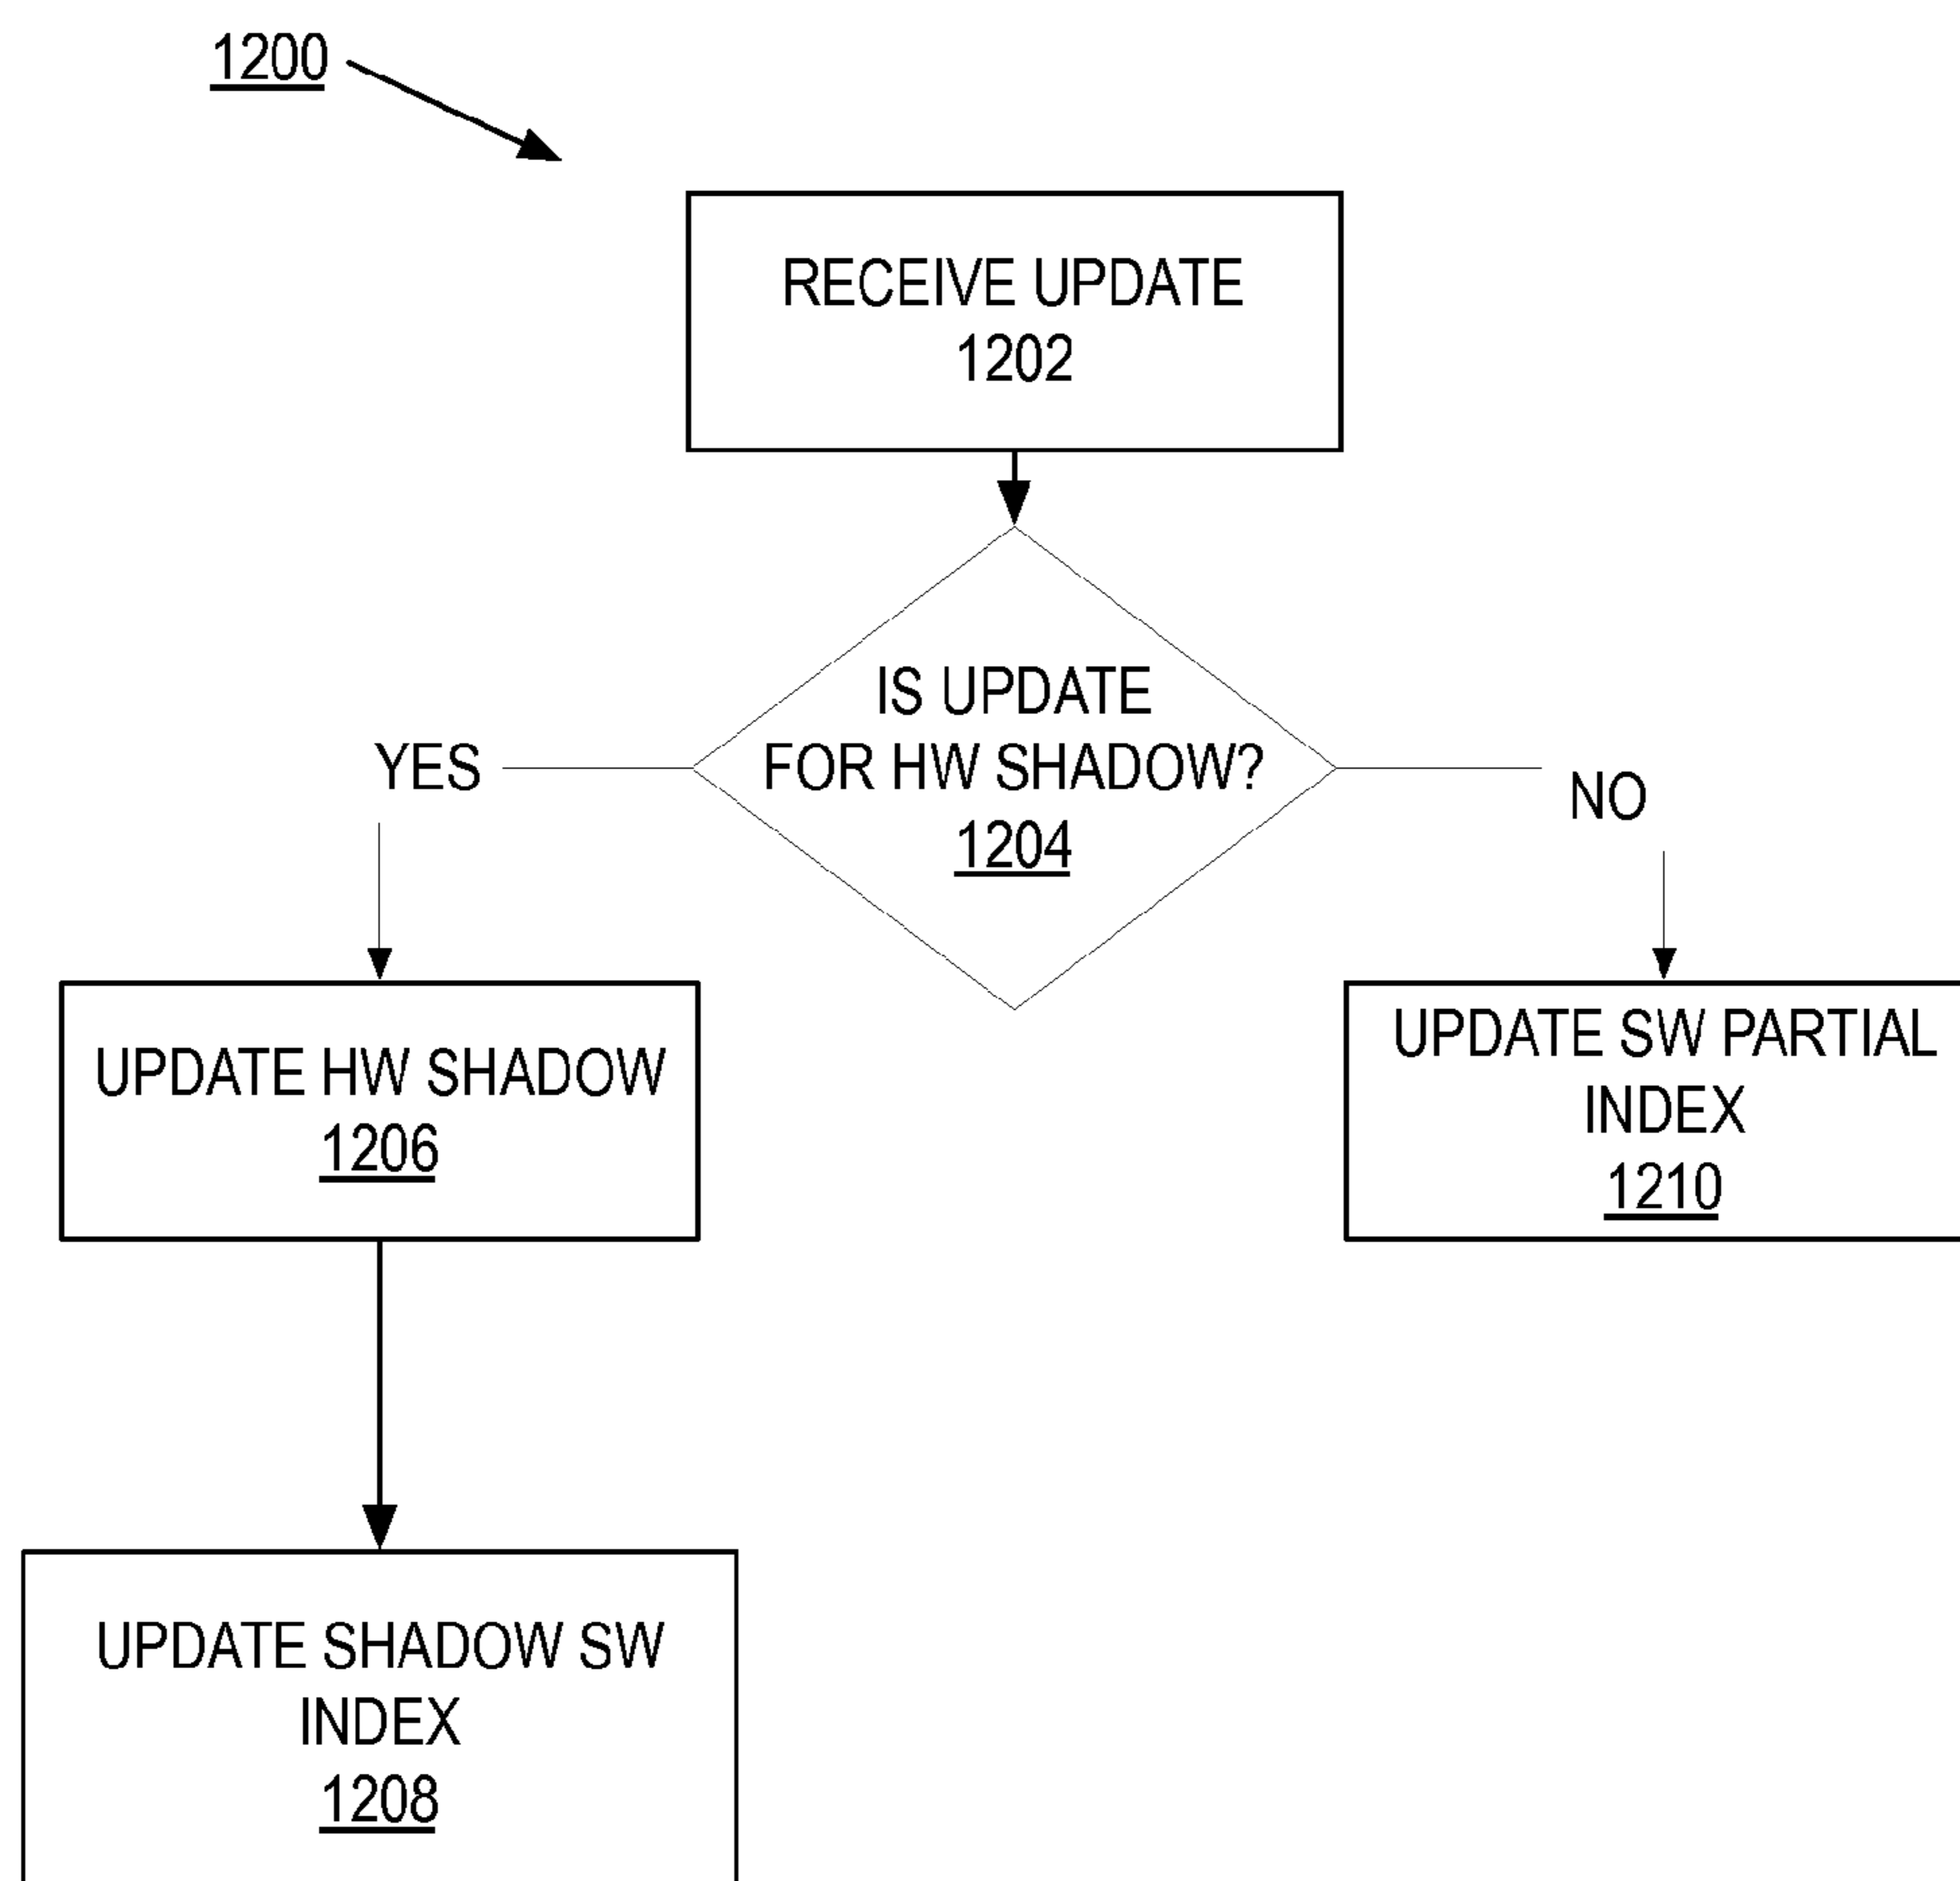 1200
RECEIVE UPDATE
1202
IS UPDATE
FOR HW SHADOW?
1204
YES
NO
UPDATE HW SHADOW
1206
UPDATE SW PARTIAL
INDEX
1210
UPDATE SHADOW SW
INDEX
1208